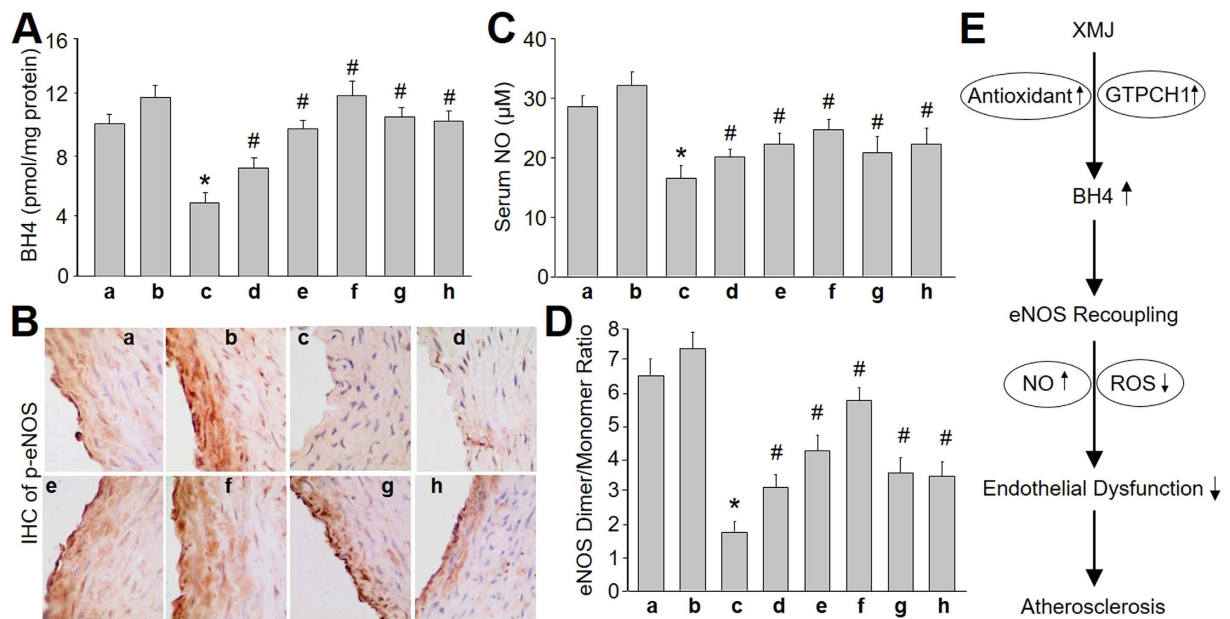 A
BH4 (pmol/mg protein)
16
12
8
4
0
*
#
#
#
#
#
a b c d e f g h
B
IHC of p-eNOS
a b c d
e f g h
C
Serum NO (µM)
40
30
20
10
0
*
#
#
#
#
#
a b c d e f g h
D
eNOS Dimer/Monomer Ratio
8
7
6
5
4
3
2
1
0
*
#
#
#
#
#
a b c d e f g h
E
XMJ
Antioxidant↑ GTPCH1↑
BH4 ↑
eNOS Recoupling
NO ↑ ROS ↓
Endothelial Dysfunction ↓
Atherosclerosis